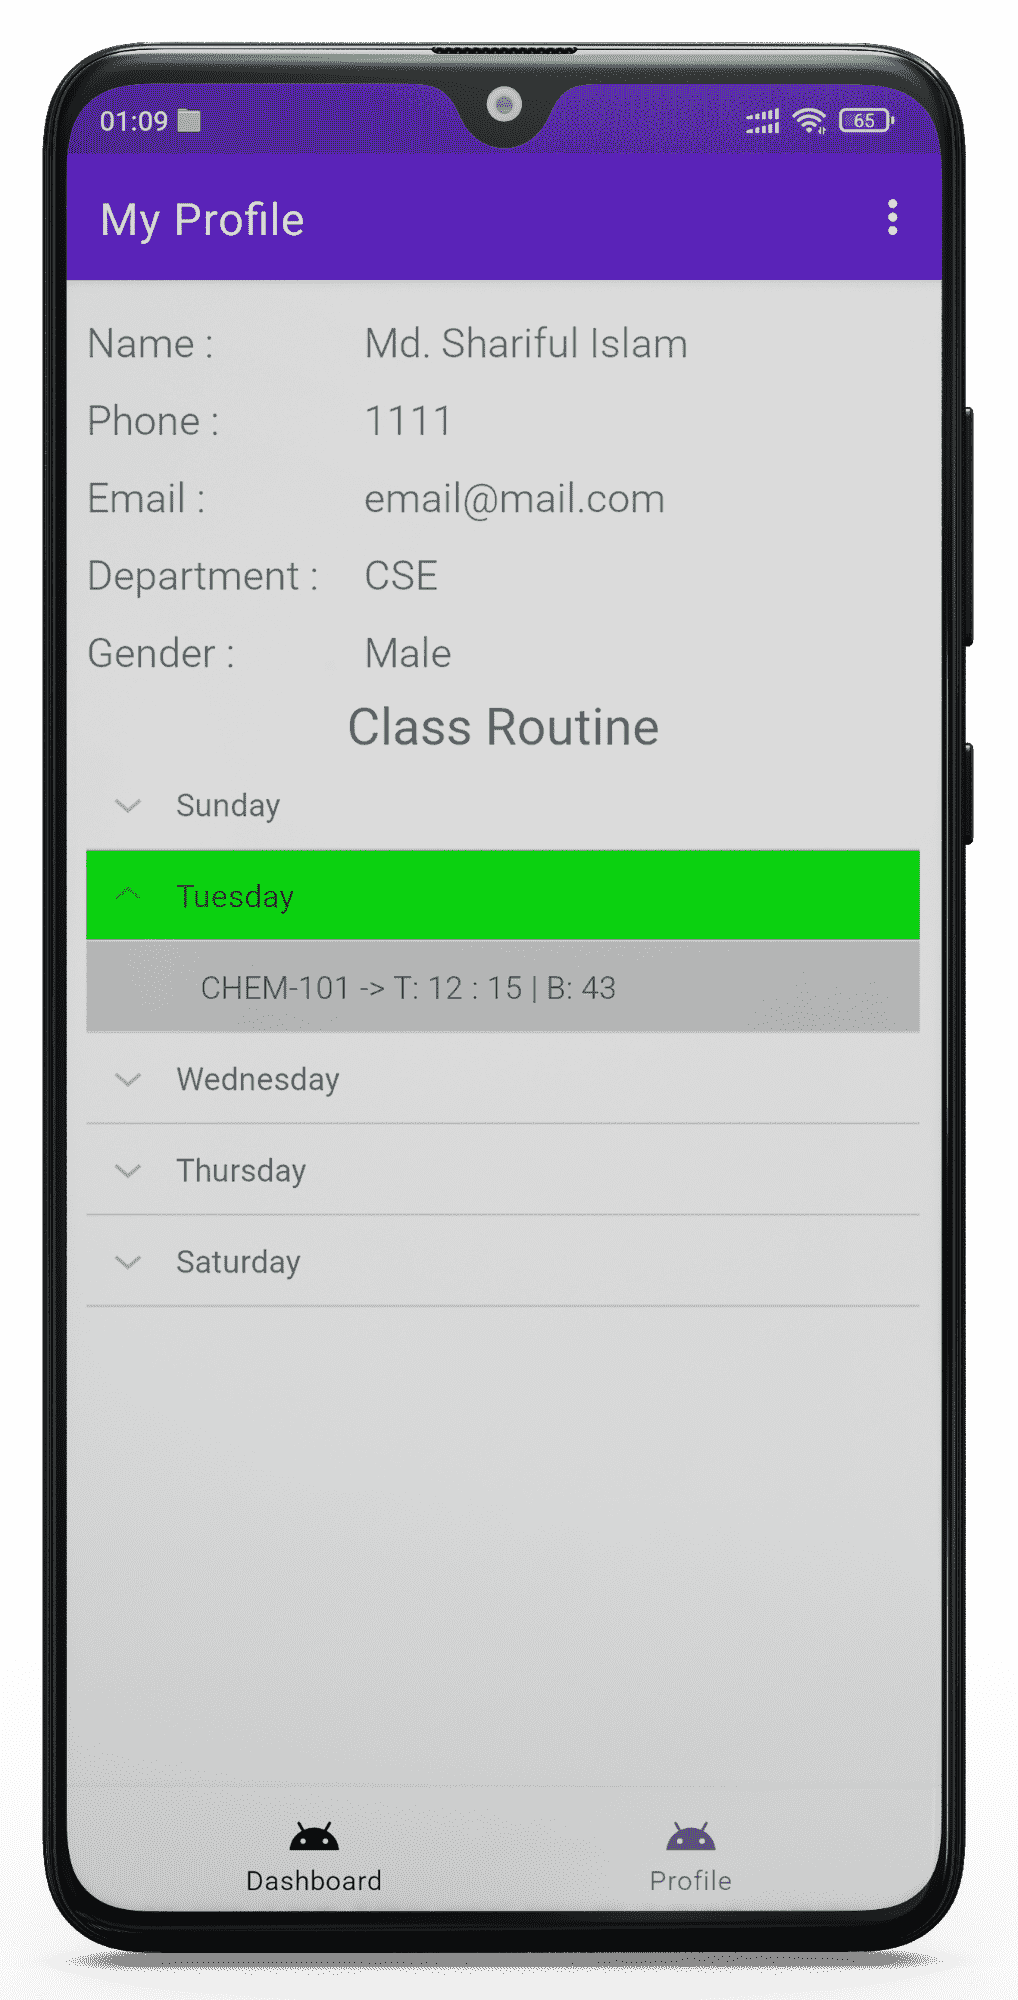 01:09 65
My Profile
Name : Md. Shariful Islam
Phone : 1111
Email : email@mail.com
Department : CSE
Gender : Male
Class Routine
Sunday
Tuesday
CHEM-101 -> T: 12 : 15 | B: 43
Wednesday
Thursday
Saturday
Dashboard Profile